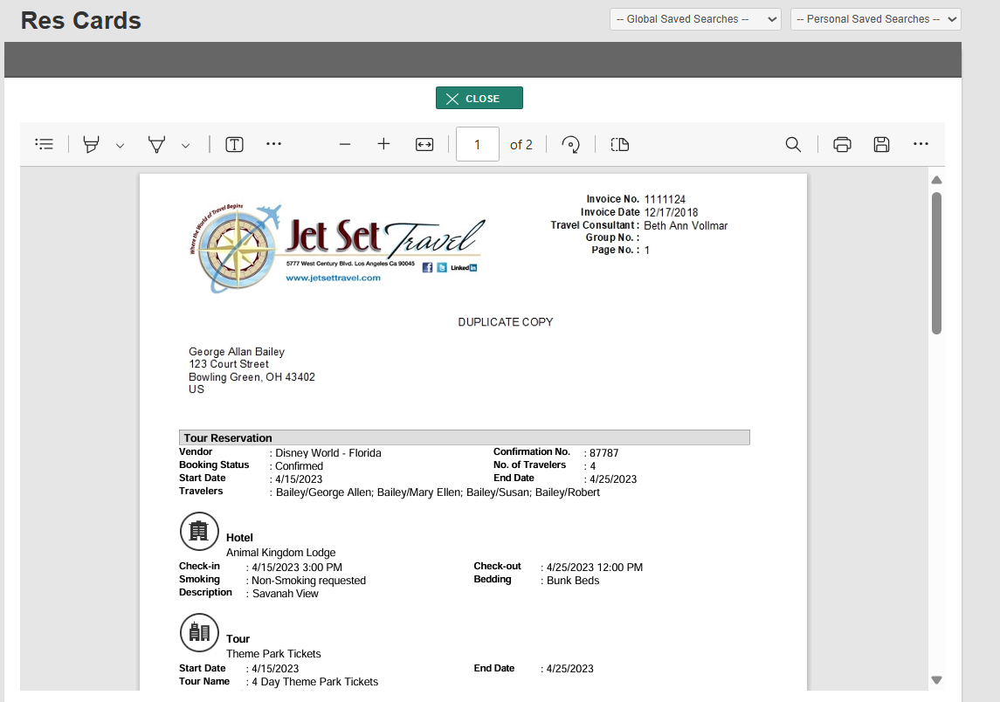 Res Cards
-- Global Saved Searches --
-- Personal Saved Searches --
CLOSE
1 of 2
Where the World of Travel Begins
Jet Set Travel
5777 West Century Blvd. Los Angeles Ca 90045
LinkedIn
www.jetsettravel.com
Invoice No. 1111124
Invoice Date 12/17/2018
Travel Consultant : Beth Ann Vollmar
Group No. :
Page No. : 1
DUPLICATE COPY
George Allan Bailey
123 Court Street
Bowling Green, OH 43402
US
Tour Reservation
Vendor : Disney World - Florida Confirmation No. : 87787
Booking Status : Confirmed No. of Travelers : 4
Start Date : 4/15/2023 End Date : 4/25/2023
Travelers : Bailey/George Allen; Bailey/Mary Ellen; Bailey/Susan; Bailey/Robert
Hotel
Animal Kingdom Lodge
Check-in : 4/15/2023 3:00 PM Check-out : 4/25/2023 12:00 PM
Smoking : Non-Smoking requested Bedding : Bunk Beds
Description : Savanah View
Tour
Theme Park Tickets
Start Date : 4/15/2023 End Date : 4/25/2023
Tour Name : 4 Day Theme Park Tickets